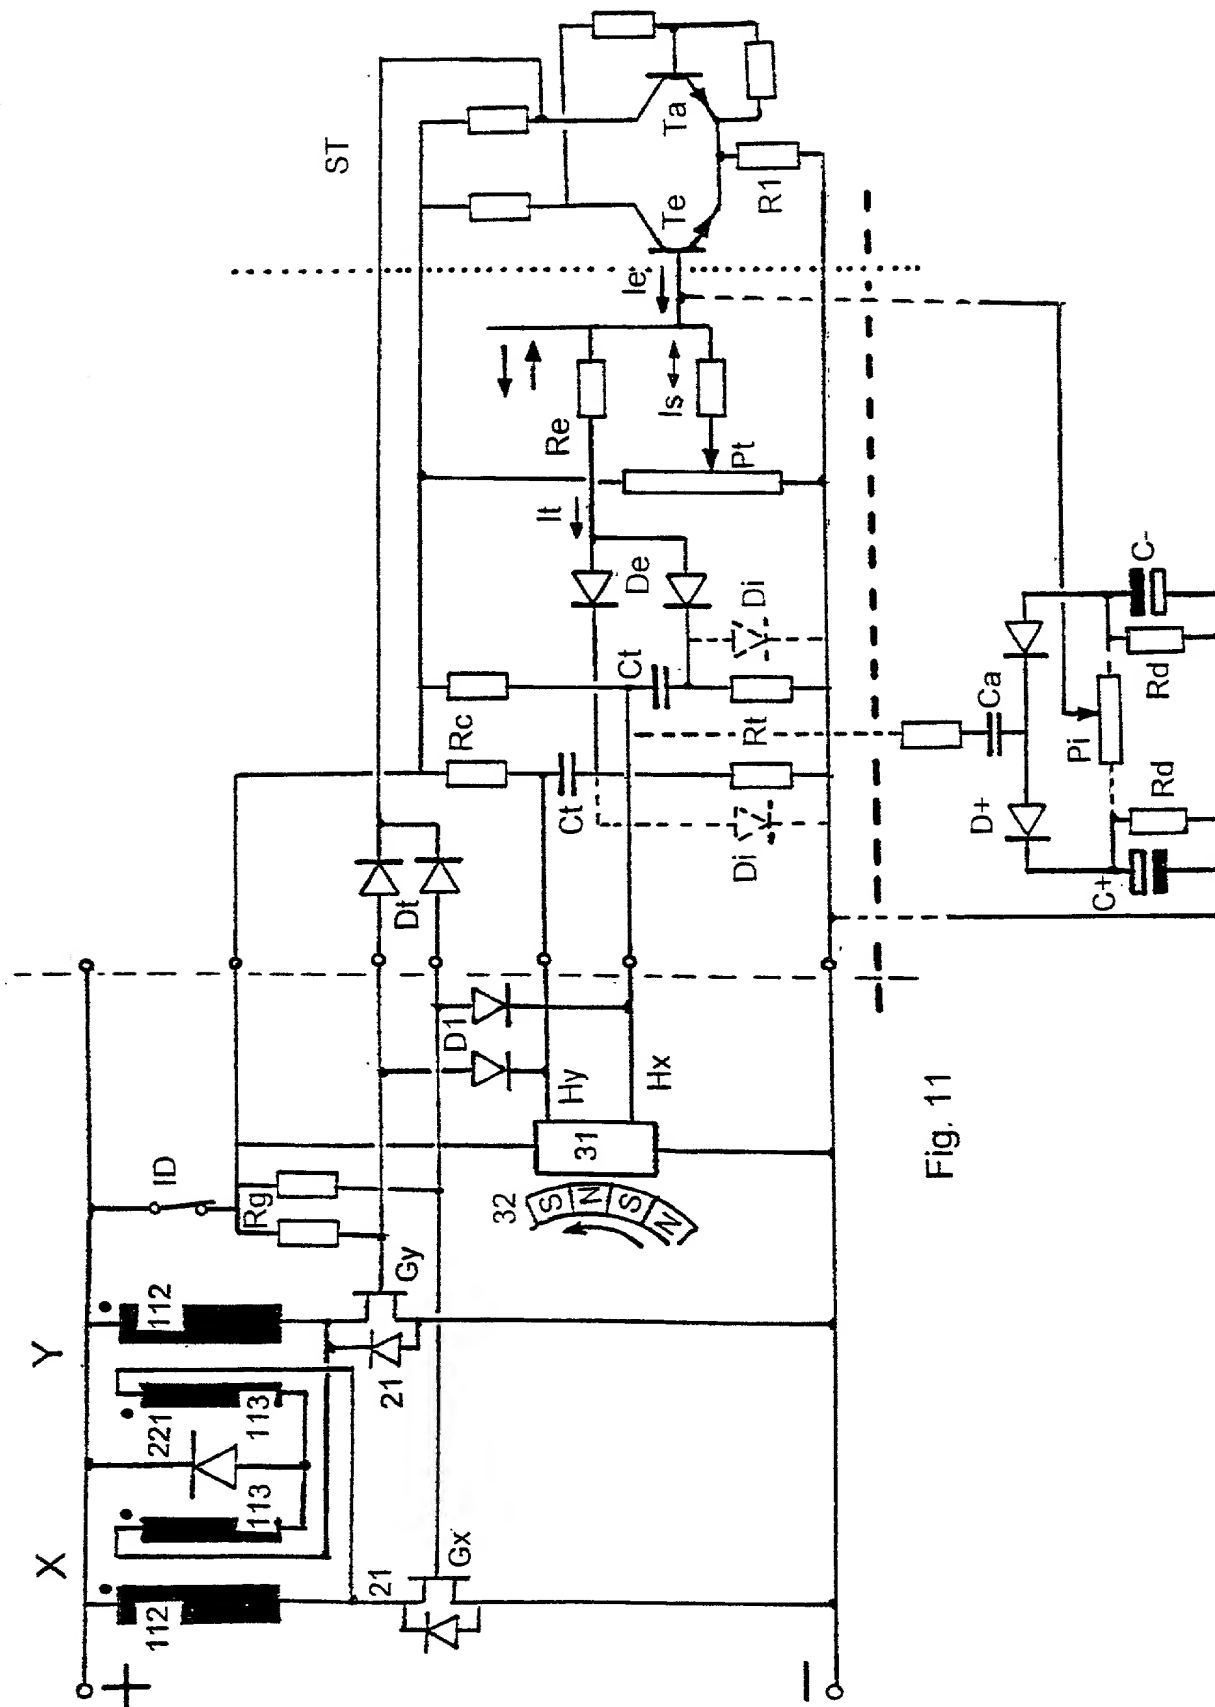 X
Y
ST
+
112
113
221
113
112
ID
Rg
21
21
Gx
Gy
Dt
D1
32
S
N
S
N
31
Hy
Hx
Rc
Ct
Ct
Rt
Di
Di
De
It
Re
Is
Pt
Ie
Te
Ta
R1
−
Fig. 11
D+
Ca
C+
Rd
Pi
Rd
C-